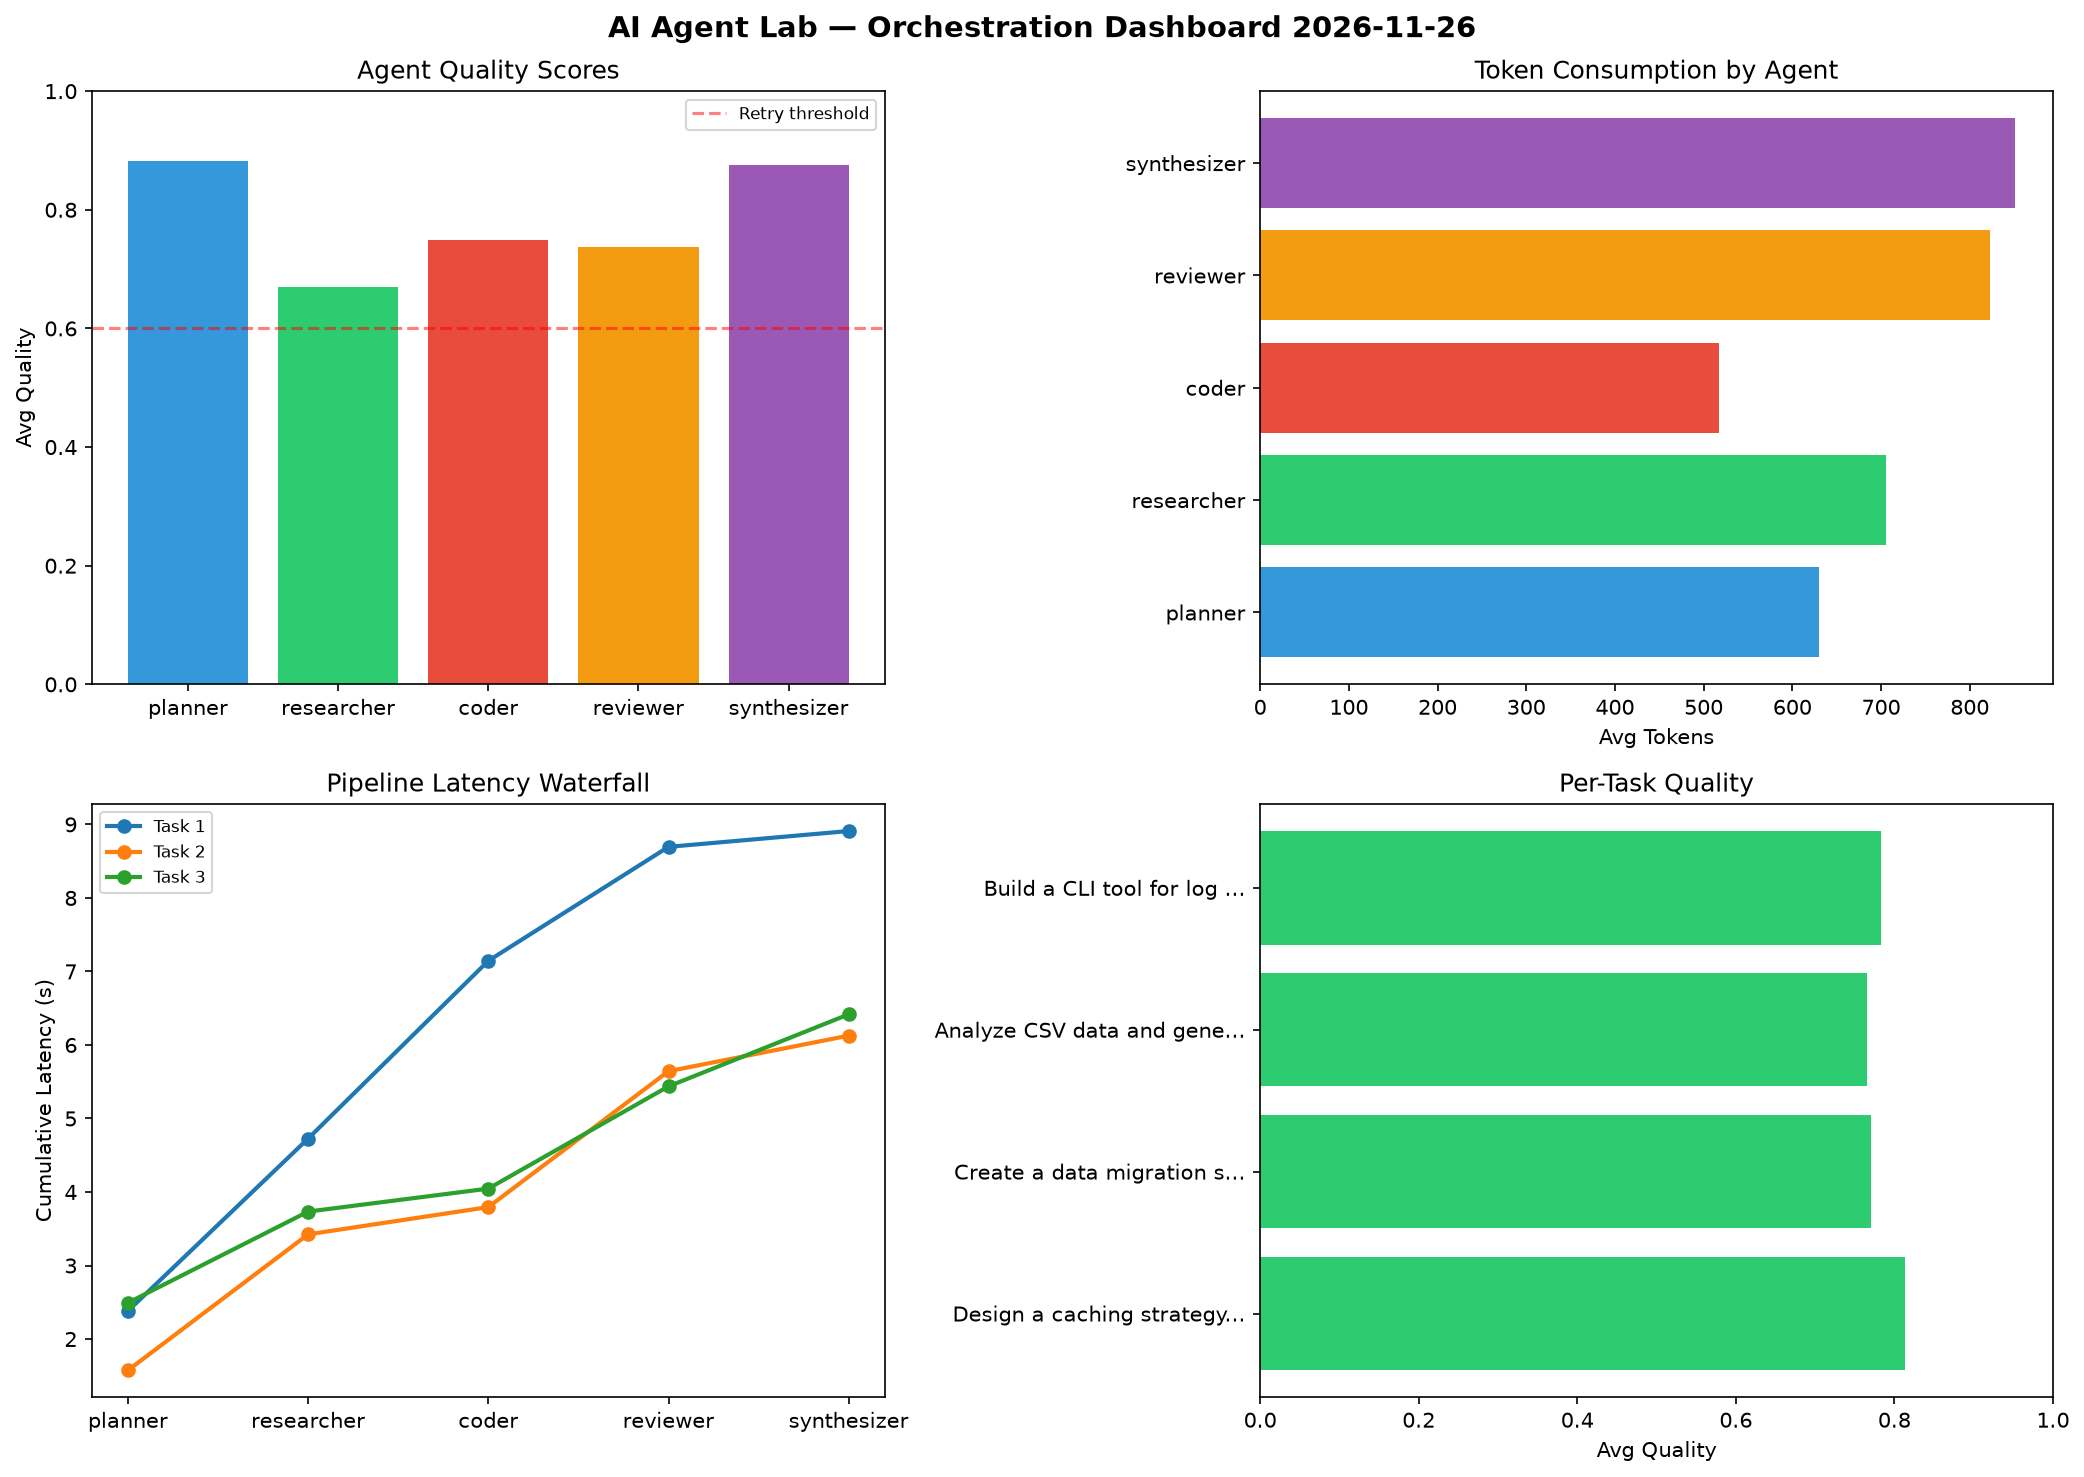 AI Agent Lab — Orchestration Dashboard 2026-11-26
Agent Quality Scores
Avg Quality
1.0
0.8
0.6
0.4
0.2
0.0
Retry threshold
planner researcher coder reviewer synthesizer
Token Consumption by Agent
synthesizer
reviewer
coder
researcher
planner
0 100 200 300 400 500 600 700 800
Avg Tokens
Pipeline Latency Waterfall
Cumulative Latency (s)
9
8
7
6
5
4
3
2
Task 1
Task 2
Task 3
planner researcher coder reviewer synthesizer
Per-Task Quality
Build a CLI tool for log ...
Analyze CSV data and gene...
Create a data migration s...
Design a caching strategy...
0.0 0.2 0.4 0.6 0.8 1.0
Avg Quality